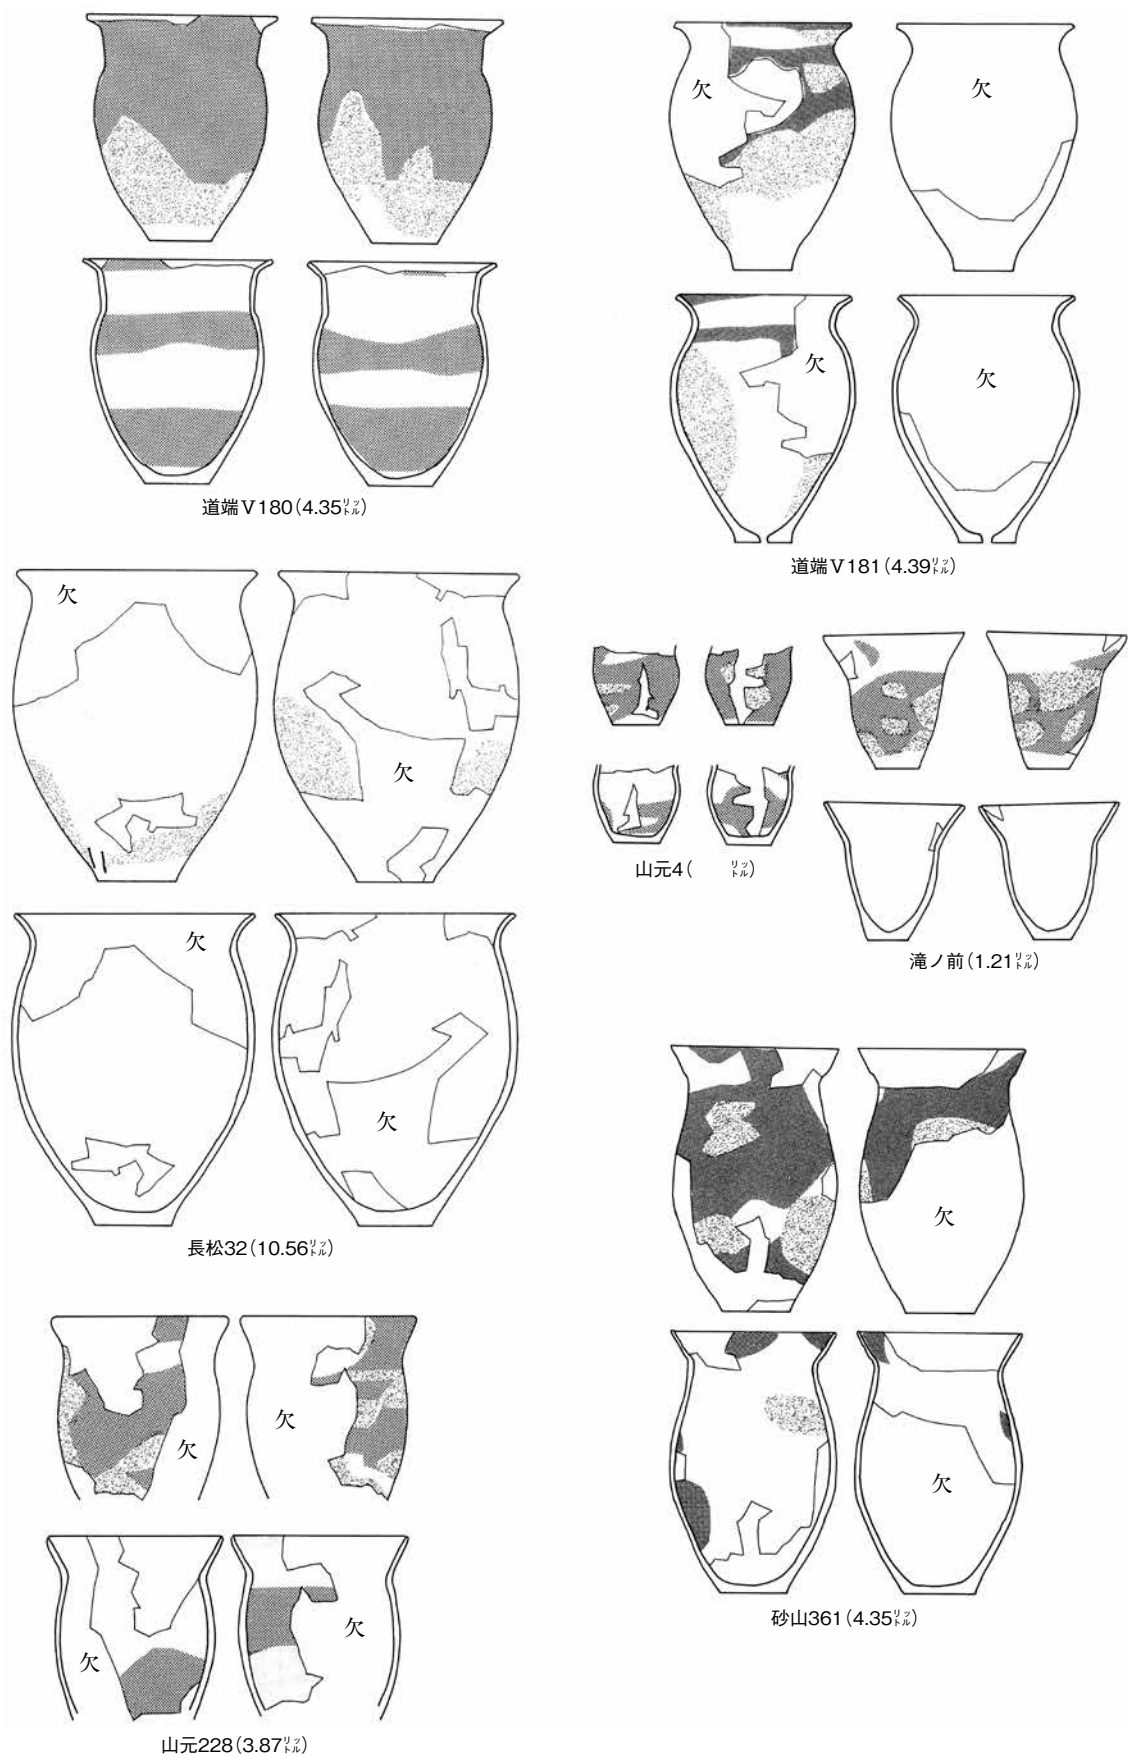 欠
欠
欠
欠
道端Ⅴ180(4.35リットル)
道端Ⅴ181(4.39リットル)
欠
欠
山元4( リットル)
滝ノ前(1.21リットル)
欠
欠
長松32(10.56リットル)
欠
欠
欠
欠
欠
欠
砂山361(4.35リットル)
山元228(3.87リットル)